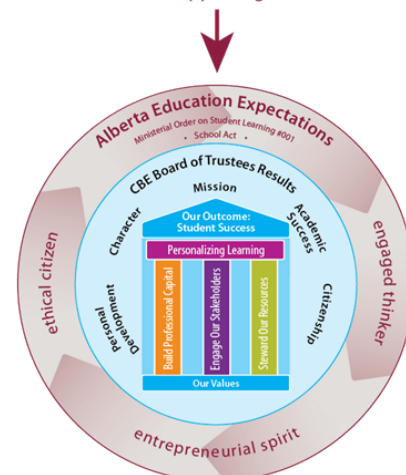 Alberta Education Expectations
Ministerial Order on Student Learning #001
• School Act •
CBE Board of Trustees Results
Mission
Character
Academic
Success
Our Outcome:
Student Success
Personalizing Learning
Build Professional Capital
Engage Our Stakeholders
Steward Our Resources
Our Values
Personal
Development
Citizenship
ethical citizen
engaged thinker
entrepreneurial spirit